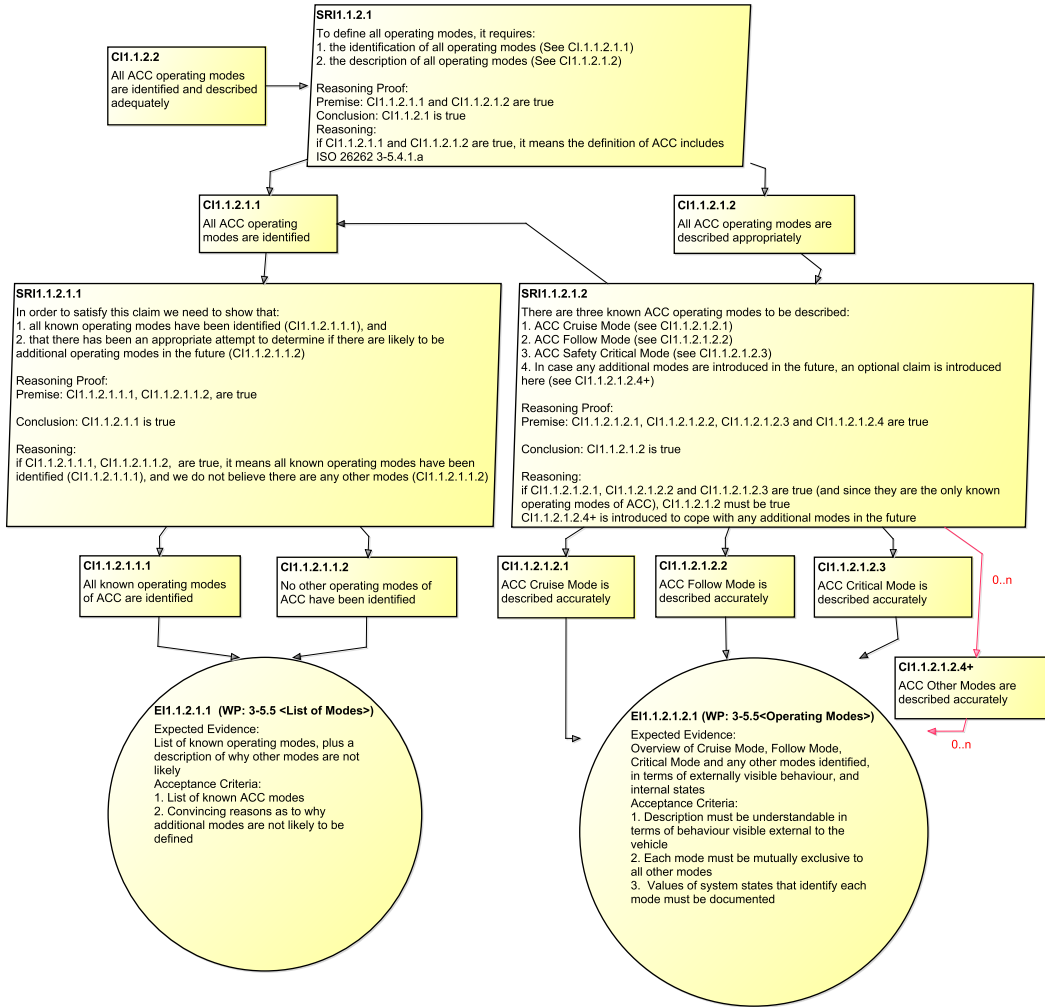 SRI1.1.2.1
To define all operating modes, it requires:
1. the identification of all operating modes (See CI.1.1.2.1.1)
2. the description of all operating modes (See CI1.1.2.1.2)
Reasoning Proof:
Premise: CI1.1.2.1.1 and CI1.1.2.1.2 are true
Conclusion: CI1.1.2.1 is true
Reasoning:
if CI1.1.2.1.1 and CI1.1.2.1.2 are true, it means the definition of ACC includes
ISO 26262 3-5.4.1.a
CI1.1.2.2
All ACC operating modes
are identified and described
adequately
CI1.1.2.1.1
All ACC operating
modes are identified
CI1.1.2.1.2
All ACC operating modes are
described appropriately
SRI1.1.2.1.1
In order to satisfy this claim we need to show that:
1. all known operating modes have been identified (CI1.1.2.1.1.1), and
2. that there has been an appropriate attempt to determine if there are likely to be
additional operating modes in the future (CI1.1.2.1.1.2)
Reasoning Proof:
Premise: CI1.1.2.1.1.1, CI1.1.2.1.1.2, are true
Conclusion: CI1.1.2.1.1 is true
Reasoning:
if CI1.1.2.1.1.1, CI1.1.2.1.1.2,  are true, it means all known operating modes have been
identified (CI1.1.2.1.1.1), and we do not believe there are any other modes (CI1.1.2.1.1.2)
SRI1.1.2.1.2
There are three known ACC operating modes to be described:
1. ACC Cruise Mode (see CI1.1.2.1.2.1)
2. ACC Follow Mode (see CI1.1.2.1.2.2)
3. ACC Safety Critical Mode (see CI1.1.2.1.2.3)
4. In case any additional modes are introduced in the future, an optional claim is introduced
here (see CI1.1.2.1.2.4+)
Reasoning Proof:
Premise: CI1.1.2.1.2.1, CI1.1.2.1.2.2, CI1.1.2.1.2.3 and CI1.1.2.1.2.4 are true
Conclusion: CI1.1.2.1.2 is true
Reasoning:
if CI1.1.2.1.2.1, CI1.1.2.1.2.2 and CI1.1.2.1.2.3 are true (and since they are the only known
operating modes of ACC), CI1.1.2.1.2 must be true
CI1.1.2.1.2.4+ is introduced to cope with any additional modes in the future
CI1.1.2.1.1.1
All known operating modes
of ACC are identified
CI1.1.2.1.1.2
No other operating modes of
ACC have been identified
CI1.1.2.1.2.1
ACC Cruise Mode is
described accurately
CI1.1.2.1.2.2
ACC Follow Mode is
described accurately
CI1.1.2.1.2.3
ACC Critical Mode is
described accurately
0..n
CI1.1.2.1.2.4+
ACC Other Modes are
described accurately
0..n
EI1.1.2.1.1  (WP: 3-5.5 <List of Modes>)
Expected Evidence:
List of known operating modes, plus a
description of why other modes are not
likely
Acceptance Criteria:
1. List of known ACC modes
2. Convincing reasons as to why
additional modes are not likely to be
defined
EI1.1.2.1.2.1 (WP: 3-5.5<Operating Modes>)
Expected Evidence:
Overview of Cruise Mode, Follow Mode,
Critical Mode and any other modes identified,
in terms of externally visible behaviour, and
internal states
Acceptance Criteria:
1. Description must be understandable in
terms of behaviour visible external to the
vehicle
2. Each mode must be mutually exclusive to
all other modes
3.  Values of system states that identify each
mode must be documented